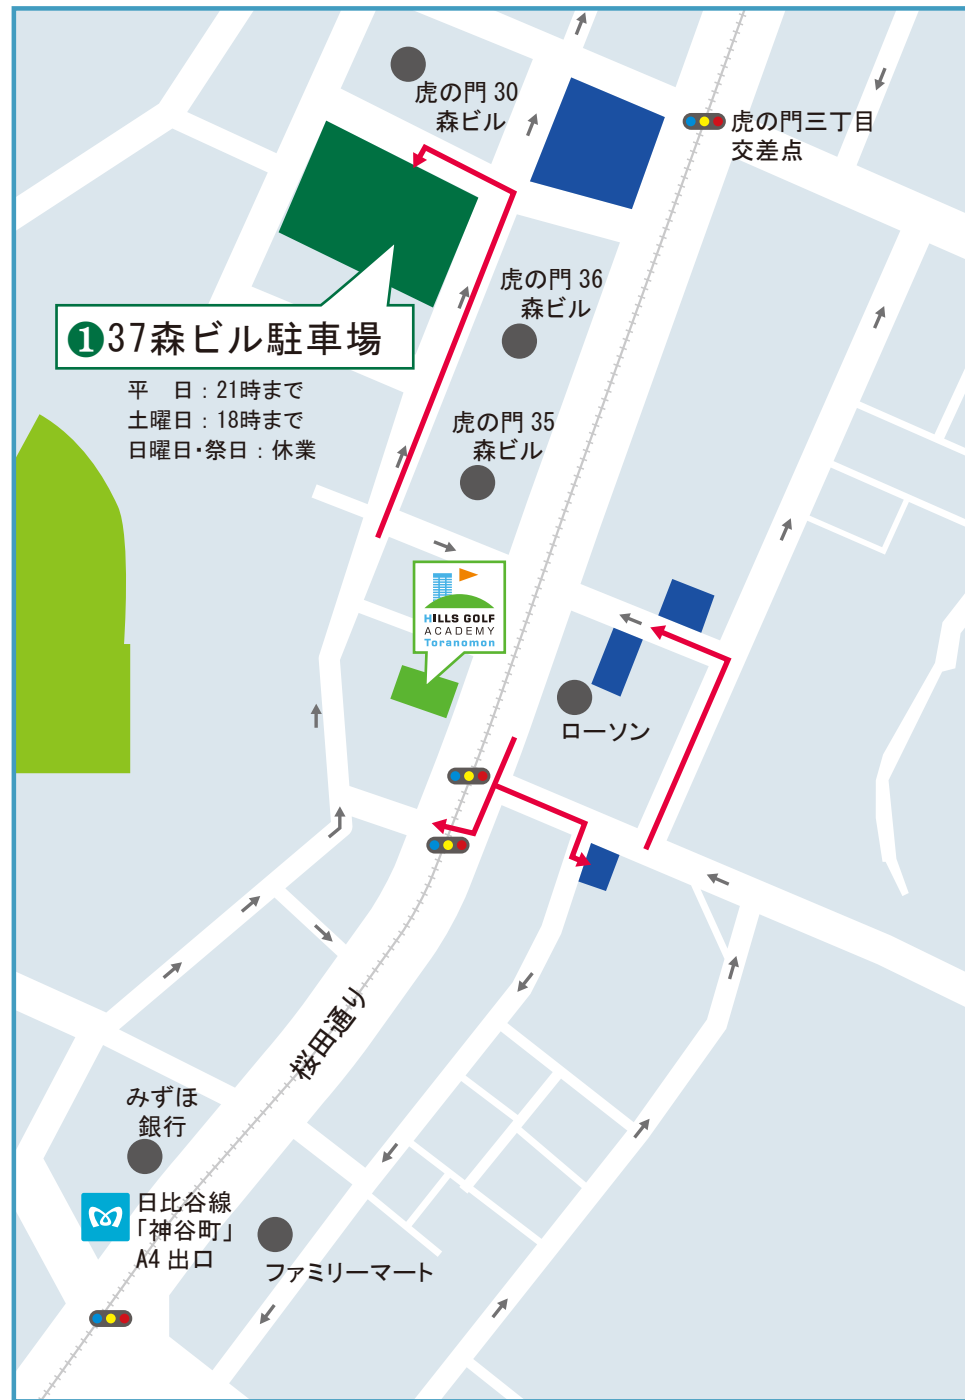 虎の門 30
森ビル
虎の門三丁目
交差点
虎の門 36
森ビル
❶37森ビル駐車場
平　日：21時まで
土曜日：18時まで
日曜日・祭日：休業
虎の門 35
森ビル
HILLS GOLF
ACADEMY
Toranomon
ローソン
桜田通り
みずほ
銀行
日比谷線
「神谷町」
A4 出口
ファミリーマート